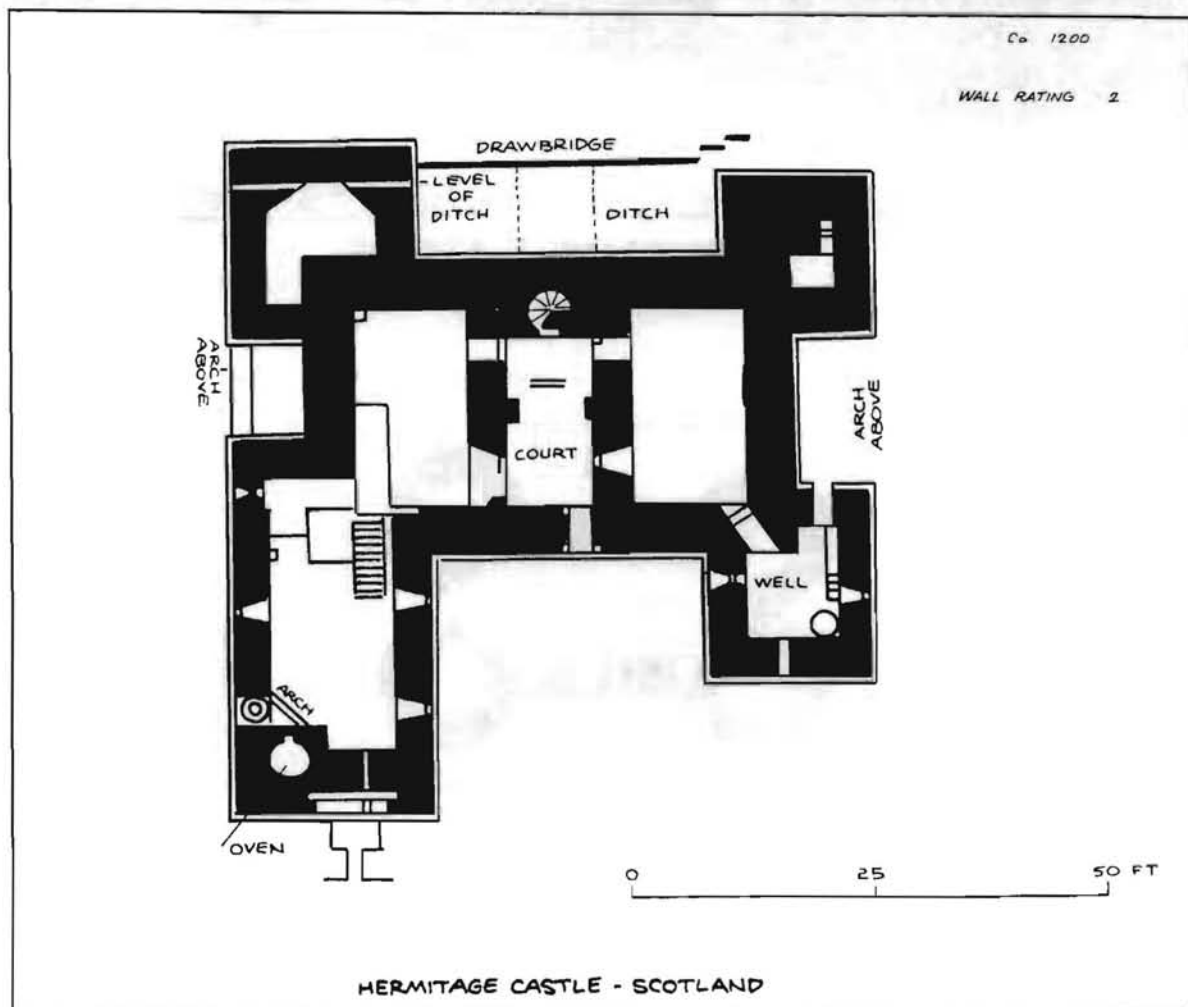 Ca 1200
WALL RATING 2
DRAWBRIDGE
LEVEL
OF
DITCH
DITCH
ARCH
ABOVE
ARCH
ABOVE
COURT
WELL
ARCH
OVEN
0 25 50 FT
HERMITAGE CASTLE - SCOTLAND